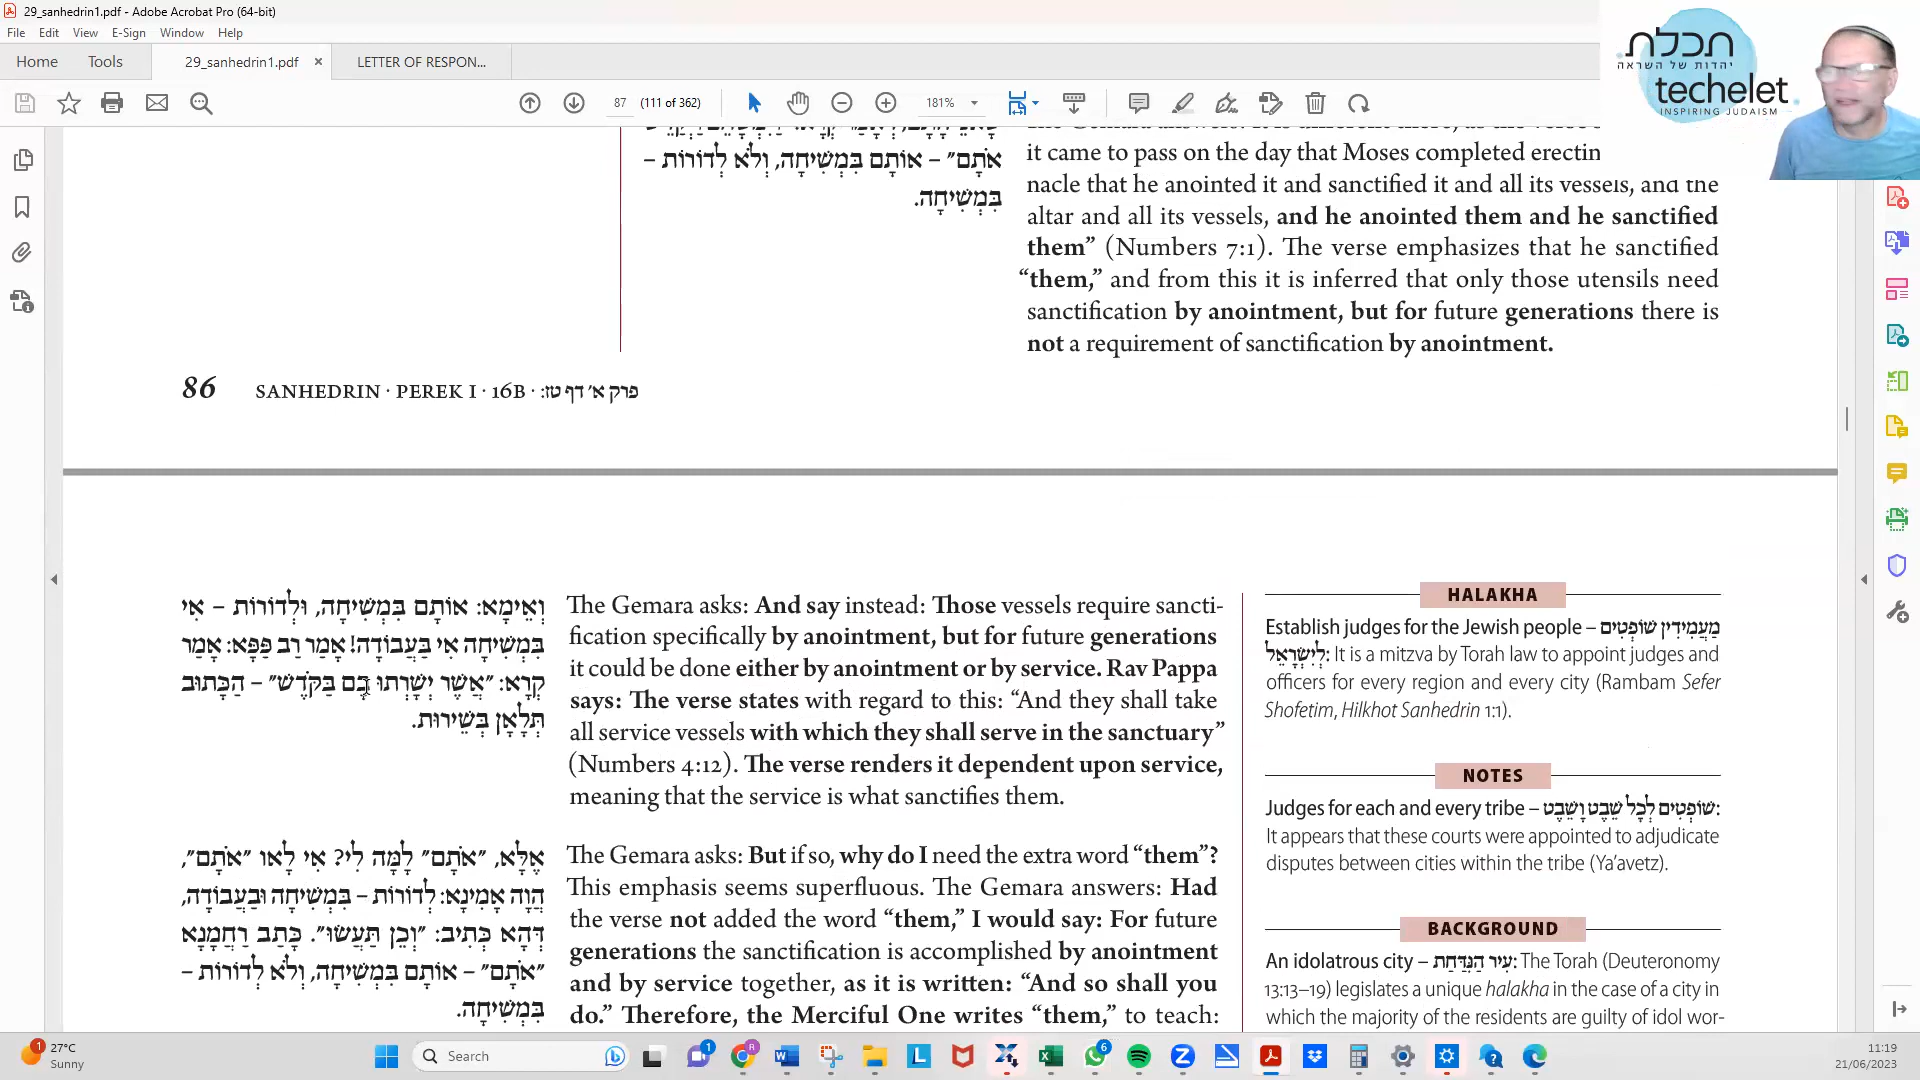 29_sanhedrin1.pdf - Adobe Acrobat Pro (64-bit)
File Edit View E-Sign Window Help
Home Tools 29_sanhedrin1.pdf × LETTER OF RESPON...
87 (111 of 362) 181%
תכלת
יהדות של השראה
techelet
INSPIRING JUDAISM
אֹתָם״ – אוֹתָם בִּמְשִׁיחָה, וְלֹא לְדוֹרוֹת –
בִּמְשִׁיחָה.
it came to pass on the day that Moses completed erectin
nacle that he anointed it and sanctified it and all its vessels, and the
altar and all its vessels, and he anointed them and he sanctified
them” (Numbers 7:1). The verse emphasizes that he sanctified
“them,” and from this it is inferred that only those utensils need
sanctification by anointment, but for future generations there is
not a requirement of sanctification by anointment.
86 SANHEDRIN · PEREK I · 16B · פרק א׳ דף טז:
וְאֵימָא: אוֹתָם בִּמְשִׁיחָה, וּלְדוֹרוֹת – אִי
בִּמְשִׁיחָה אִי בַּעֲבוֹדָה! אָמַר רַב פַּפָּא: אָמַר
קְרָא: ״אֲשֶׁר יְשָׁרְתוּ בָם בַּקֹּדֶשׁ״ – הַכָּתוּב
תְּלָאָן בְּשֵׁירוּת.
The Gemara asks: And say instead: Those vessels require sancti-
fication specifically by anointment, but for future generations
it could be done either by anointment or by service. Rav Pappa
says: The verse states with regard to this: “And they shall take
all service vessels with which they shall serve in the sanctuary”
(Numbers 4:12). The verse renders it dependent upon service,
meaning that the service is what sanctifies them.
אֶלָּא, ״אֹתָם״ לָמָּה לִי? אִי לָאו ״אֹתָם״,
הֲוָה אָמִינָא: לְדוֹרוֹת – בִּמְשִׁיחָה וּבַעֲבוֹדָה,
דְּהָא כְּתִיב: ״וְכֵן תַּעֲשׂוּ״. כָּתַב רַחֲמָנָא
״אֹתָם״ – אוֹתָם בִּמְשִׁיחָה, וְלֹא לְדוֹרוֹת –
בִּמְשִׁיחָה.
The Gemara asks: But if so, why do I need the extra word “them”?
This emphasis seems superfluous. The Gemara answers: Had
the verse not added the word “them,” I would say: For future
generations the sanctification is accomplished by anointment
and by service together, as it is written: “And so shall you
do.” Therefore, the Merciful One writes “them,” to teach:
HALAKHA
Establish judges for the Jewish people – מַעֲמִידִין שׁוֹפְטִים
לְיִשְׂרָאֵל: It is a mitzva by Torah law to appoint judges and
officers for every region and every city (Rambam Sefer
Shofetim, Hilkhot Sanhedrin 1:1).
NOTES
Judges for each and every tribe – שׁוֹפְטִים לְכָל שֵׁבֶט וָשֵׁבֶט:
It appears that these courts were appointed to adjudicate
disputes between cities within the tribe (Ya’avetz).
BACKGROUND
An idolatrous city – עִיר הַנִּדַּחַת: The Torah (Deuteronomy
13:13–19) legislates a unique halakha in the case of a city in
which the majority of the residents are guilty of idol wor-
1 27°C
Sunny
Search
1
6
11:19
21/06/2023